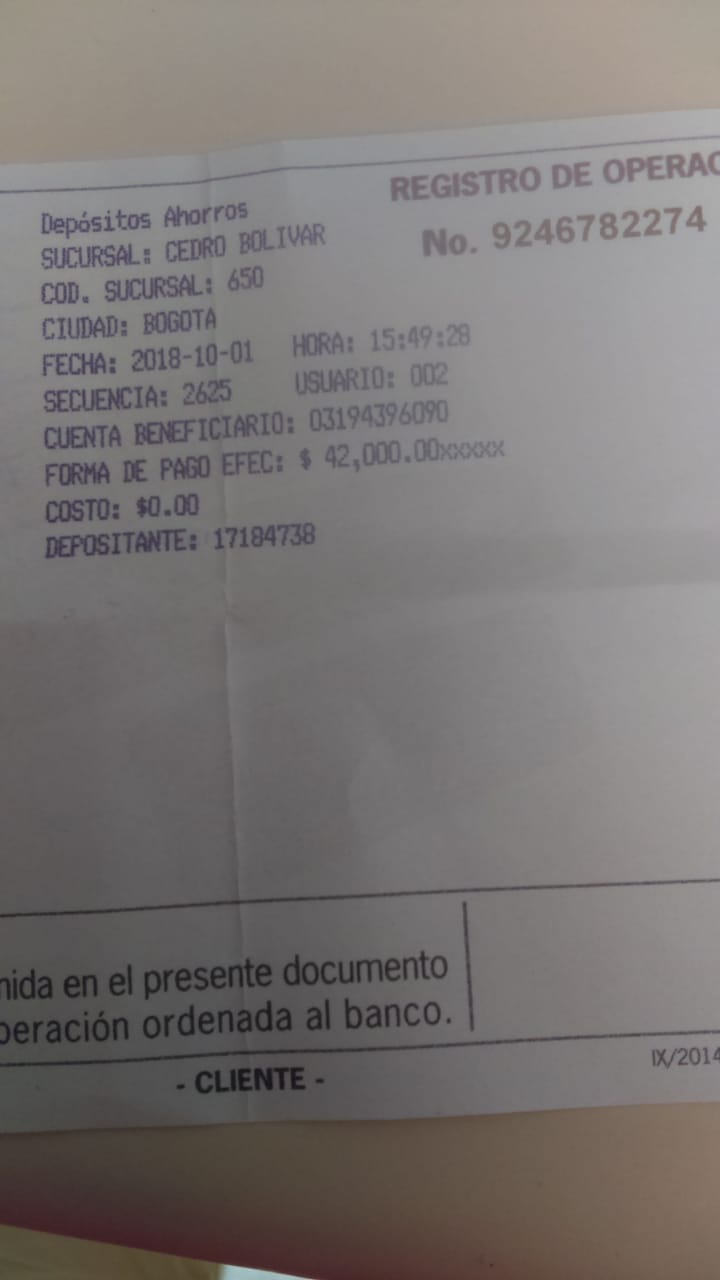 REGISTRO DE OPERAC
No. 9246782274
Depósitos Ahorros
SUCURSAL: CEDRO BOLIVAR
COD. SUCURSAL: 650
CIUDAD: BOGOTA
FECHA: 2018-10-01 HORA: 15:49:28
SECUENCIA: 2625 USUARIO: 002
CUENTA BENEFICIARIO: 03194396090
FORMA DE PAGO EFEC: $ 42,000.00xxxxx
COSTO: $0.00
DEPOSITANTE: 17184738
nida en el presente documento
peración ordenada al banco.
- CLIENTE -
IX/2014